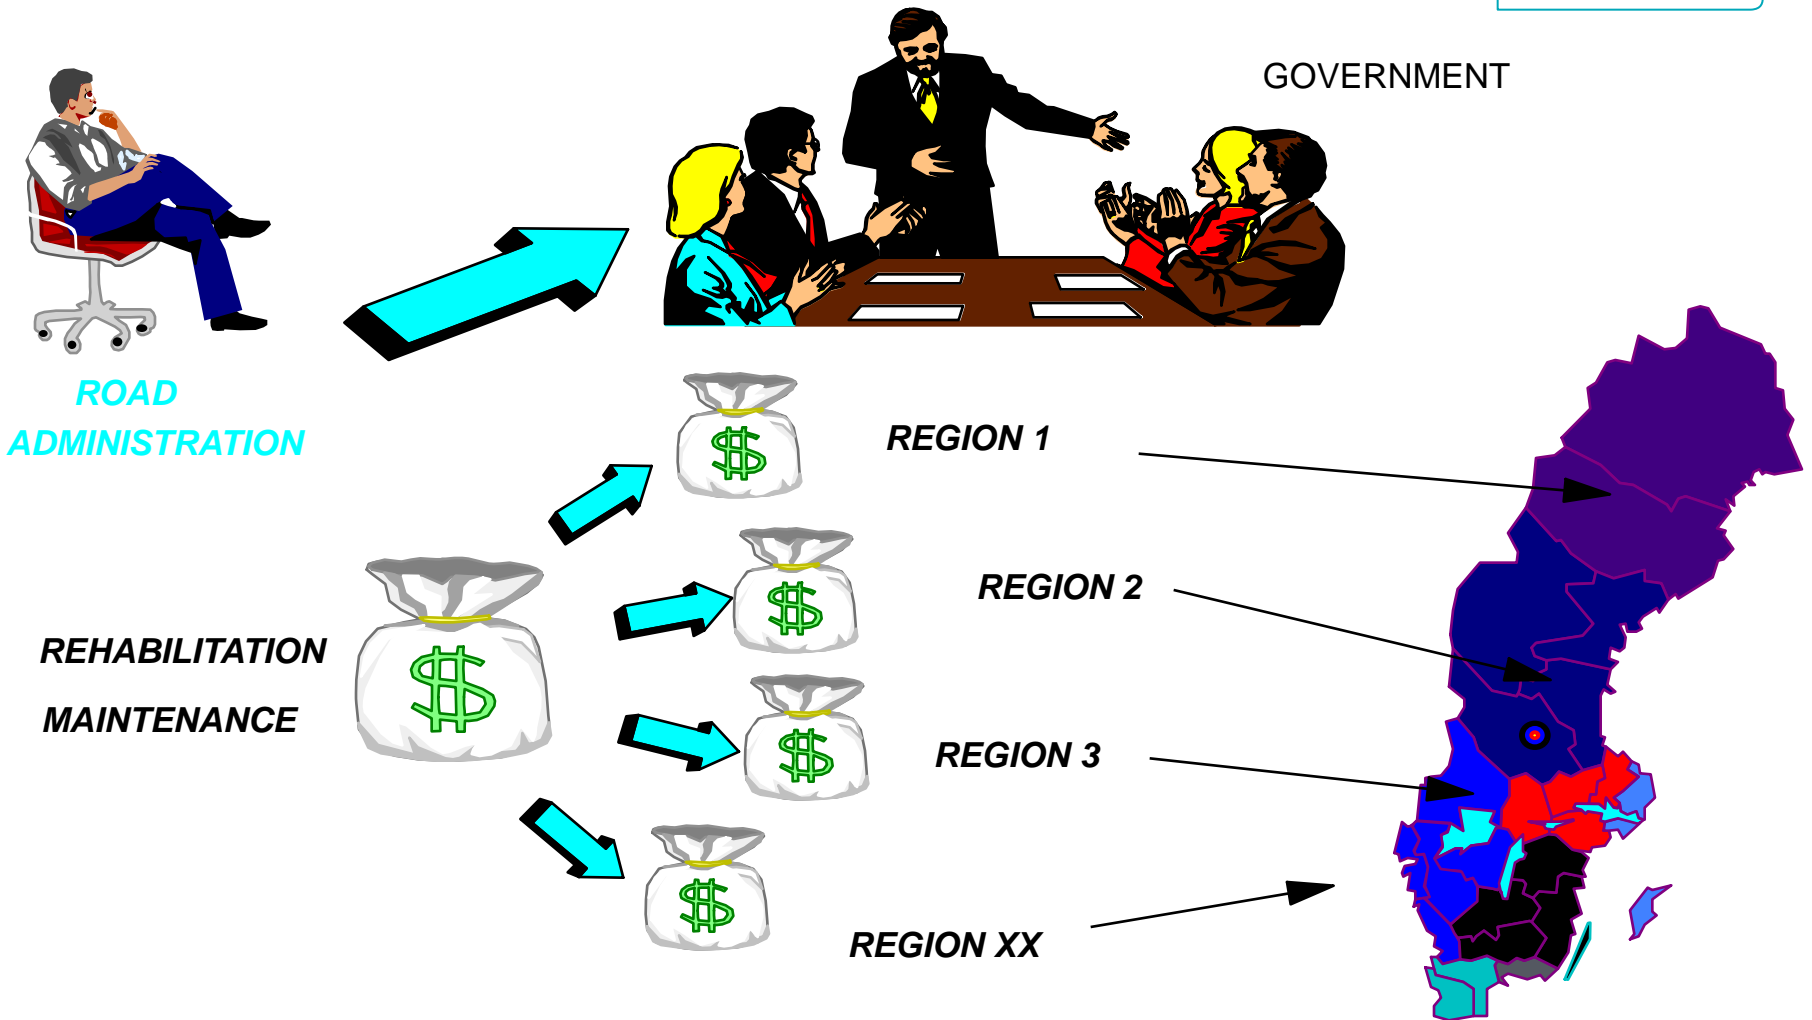 GOVERNMENT
ROAD
ADMINISTRATION
REGION 1
REGION 2
REHABILITATION
MAINTENANCE
REGION 3
REGION XX